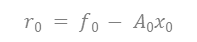 r₀ = f₀ − A₀x₀